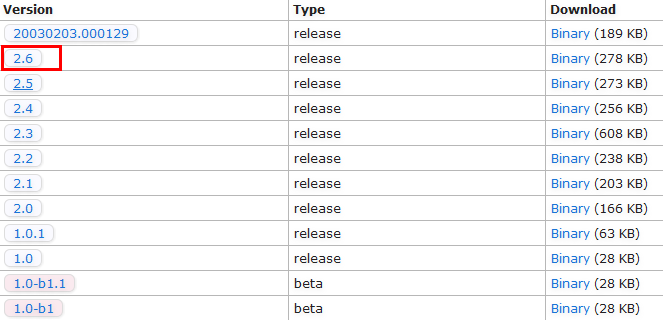 Version Type Download
20030203.000129 release Binary (189 KB)
2.6 release Binary (278 KB)
2.5 release Binary (273 KB)
2.4 release Binary (256 KB)
2.3 release Binary (608 KB)
2.2 release Binary (238 KB)
2.1 release Binary (203 KB)
2.0 release Binary (166 KB)
1.0.1 release Binary (63 KB)
1.0 release Binary (28 KB)
1.0-b1.1 beta Binary (28 KB)
1.0-b1 beta Binary (28 KB)